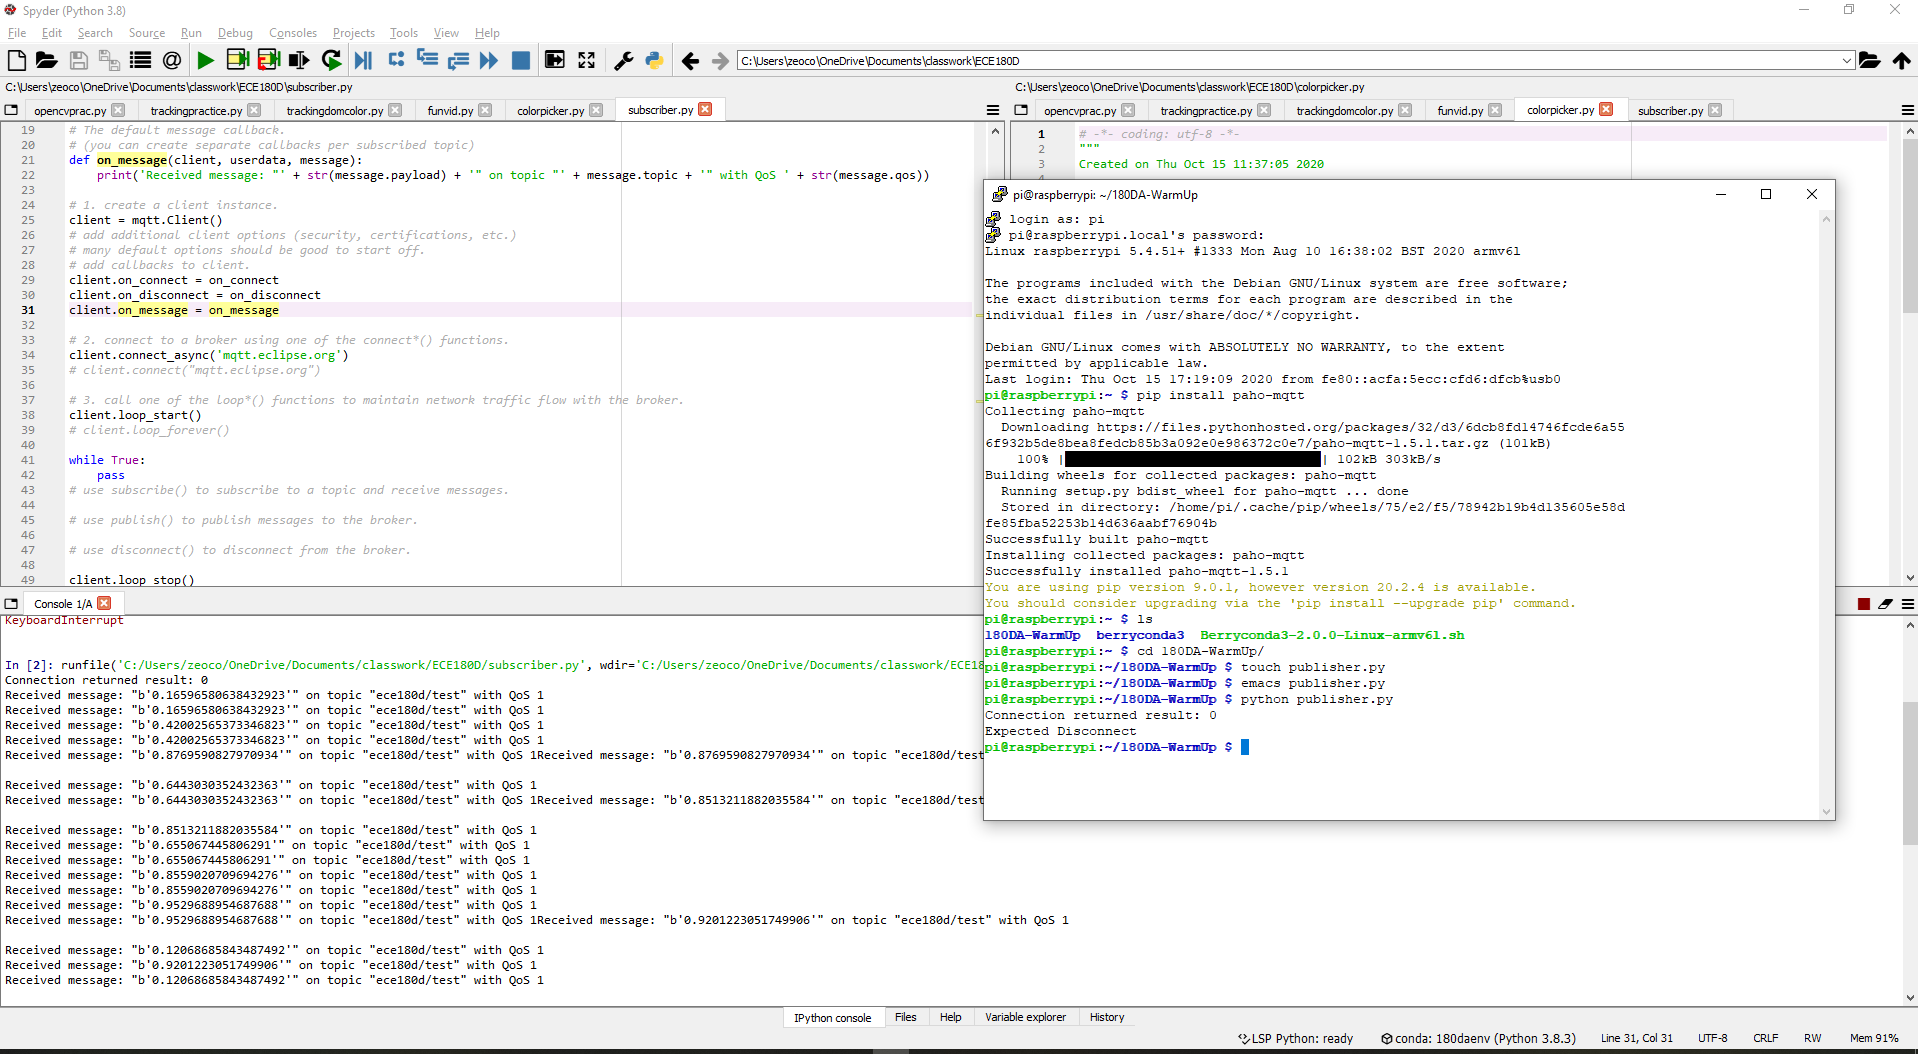 Spyder (Python 3.8)
File Edit Search Source Run Debug Consoles Projects Tools View Help
C:\Users\zeoco\OneDrive\Documents\classwork\ECE180D
C:\Users\zeoco\OneDrive\Documents\classwork\ECE180D\subscriber.py
opencvprac.py trackingpractice.py trackingdomcolor.py funvid.py colorpicker.py subscriber.py
19 # The default message callback.
20 # (you can create separate callbacks per subscribed topic)
21 def on_message(client, userdata, message):
22 print('Received message: "' + str(message.payload) + '" on topic "' + message.topic + '" with QoS ' + str(message.qos))
23
24 # 1. create a client instance.
25 client = mqtt.Client()
26 # add additional client options (security, certifications, etc.)
27 # many default options should be good to start off.
28 # add callbacks to client.
29 client.on_connect = on_connect
30 client.on_disconnect = on_disconnect
31 client.on_message = on_message
32
33 # 2. connect to a broker using one of the connect*() functions.
34 client.connect_async('mqtt.eclipse.org')
35 # client.connect("mqtt.eclipse.org")
36
37 # 3. call one of the loop*() functions to maintain network traffic flow with the broker.
38 client.loop_start()
39 # client.loop_forever()
40
41 while True:
42 pass
43 # use subscribe() to subscribe to a topic and receive messages.
44
45 # use publish() to publish messages to the broker.
46
47 # use disconnect() to disconnect from the broker.
48
49 client.loop_stop()
C:\Users\zeoco\OneDrive\Documents\classwork\ECE180D\colorpicker.py
opencvprac.py trackingpractice.py trackingdomcolor.py funvid.py colorpicker.py subscriber.py
1 # -*- coding: utf-8 -*-
2 """
3 Created on Thu Oct 15 11:37:05 2020
4
pi@raspberrypi: ~/180DA-WarmUp
login as: pi
pi@raspberrypi.local's password:
Linux raspberrypi 5.4.51+ #1333 Mon Aug 10 16:38:02 BST 2020 armv6l
The programs included with the Debian GNU/Linux system are free software;
the exact distribution terms for each program are described in the
individual files in /usr/share/doc/*/copyright.
Debian GNU/Linux comes with ABSOLUTELY NO WARRANTY, to the extent
permitted by applicable law.
Last login: Thu Oct 15 17:19:09 2020 from fe80::acfa:5ecc:cfd6:dfcb%usb0
pi@raspberrypi:~ $ pip install paho-mqtt
Collecting paho-mqtt
Downloading https://files.pythonhosted.org/packages/32/d3/6dcb8fd14746fcde6a55
6f932b5de8bea8fedcb85b3a092e0e986372c0e7/paho-mqtt-1.5.1.tar.gz (101kB)
100% | | 102kB 303kB/s
Building wheels for collected packages: paho-mqtt
Running setup.py bdist_wheel for paho-mqtt ... done
Stored in directory: /home/pi/.cache/pip/wheels/75/e2/f5/78942b19b4d135605e58d
fe85fba52253b14d636aabf76904b
Successfully built paho-mqtt
Installing collected packages: paho-mqtt
Successfully installed paho-mqtt-1.5.1
You are using pip version 9.0.1, however version 20.2.4 is available.
You should consider upgrading via the 'pip install --upgrade pip' command.
pi@raspberrypi:~ $ ls
180DA-WarmUp berryconda3 Berryconda3-2.0.0-Linux-armv6l.sh
pi@raspberrypi:~ $ cd 180DA-WarmUp/
pi@raspberrypi:~/180DA-WarmUp $ touch publisher.py
pi@raspberrypi:~/180DA-WarmUp $ emacs publisher.py
pi@raspberrypi:~/180DA-WarmUp $ python publisher.py
Connection returned result: 0
Expected Disconnect
pi@raspberrypi:~/180DA-WarmUp $
Console 1/A
KeyboardInterrupt
In [2]: runfile('C:/Users/zeoco/OneDrive/Documents/classwork/ECE180D/subscriber.py', wdir='C:/Users/zeoco/OneDrive/Documents/classwork/ECE18
Connection returned result: 0
Received message: "b'0.16596580638432923'" on topic "ece180d/test" with QoS 1
Received message: "b'0.16596580638432923'" on topic "ece180d/test" with QoS 1
Received message: "b'0.42002565373346823'" on topic "ece180d/test" with QoS 1
Received message: "b'0.42002565373346823'" on topic "ece180d/test" with QoS 1
Received message: "b'0.8769590827970934'" on topic "ece180d/test" with QoS 1Received message: "b'0.8769590827970934'" on topic "ece180d/test
Received message: "b'0.6443030352432363'" on topic "ece180d/test" with QoS 1
Received message: "b'0.6443030352432363'" on topic "ece180d/test" with QoS 1Received message: "b'0.8513211882035584'" on topic "ece180d/test
Received message: "b'0.8513211882035584'" on topic "ece180d/test" with QoS 1
Received message: "b'0.655067445806291'" on topic "ece180d/test" with QoS 1
Received message: "b'0.655067445806291'" on topic "ece180d/test" with QoS 1
Received message: "b'0.8559020709694276'" on topic "ece180d/test" with QoS 1
Received message: "b'0.8559020709694276'" on topic "ece180d/test" with QoS 1
Received message: "b'0.9529688954687688'" on topic "ece180d/test" with QoS 1
Received message: "b'0.9529688954687688'" on topic "ece180d/test" with QoS 1Received message: "b'0.9201223051749906'" on topic "ece180d/test" with QoS 1
Received message: "b'0.12068685843487492'" on topic "ece180d/test" with QoS 1
Received message: "b'0.9201223051749906'" on topic "ece180d/test" with QoS 1
Received message: "b'0.12068685843487492'" on topic "ece180d/test" with QoS 1
IPython console Files Help Variable explorer History
LSP Python: ready conda: 180daenv (Python 3.8.3) Line 31, Col 31 UTF-8 CRLF RW Mem 91%